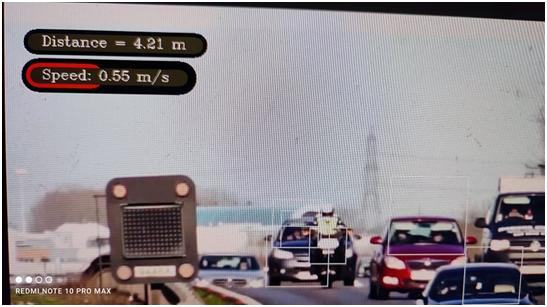 Distance = 4.21 m
Speed: 0.55 m/s
REDMI NOTE 10 PRO MAX